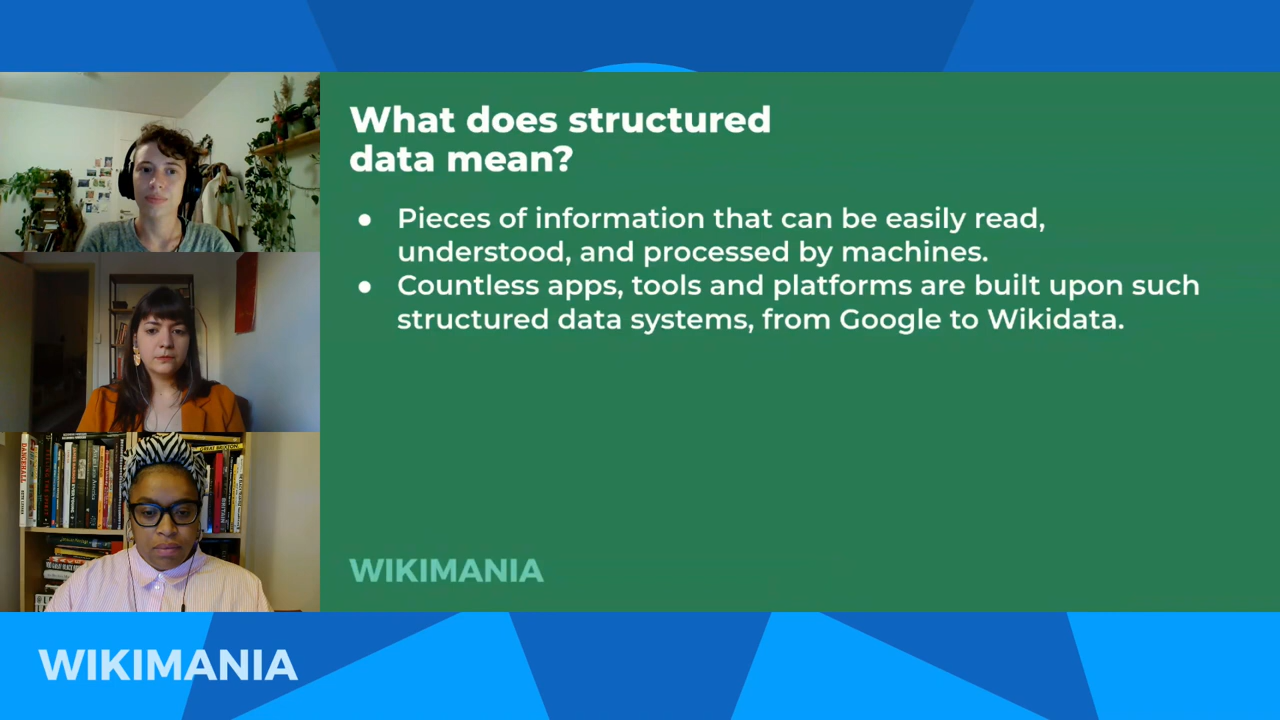 What does structured
data mean?
● Pieces of information that can be easily read,
understood, and processed by machines.
● Countless apps, tools and platforms are built upon such
structured data systems, from Google to Wikidata.
WIKIMANIA
WIKIMANIA